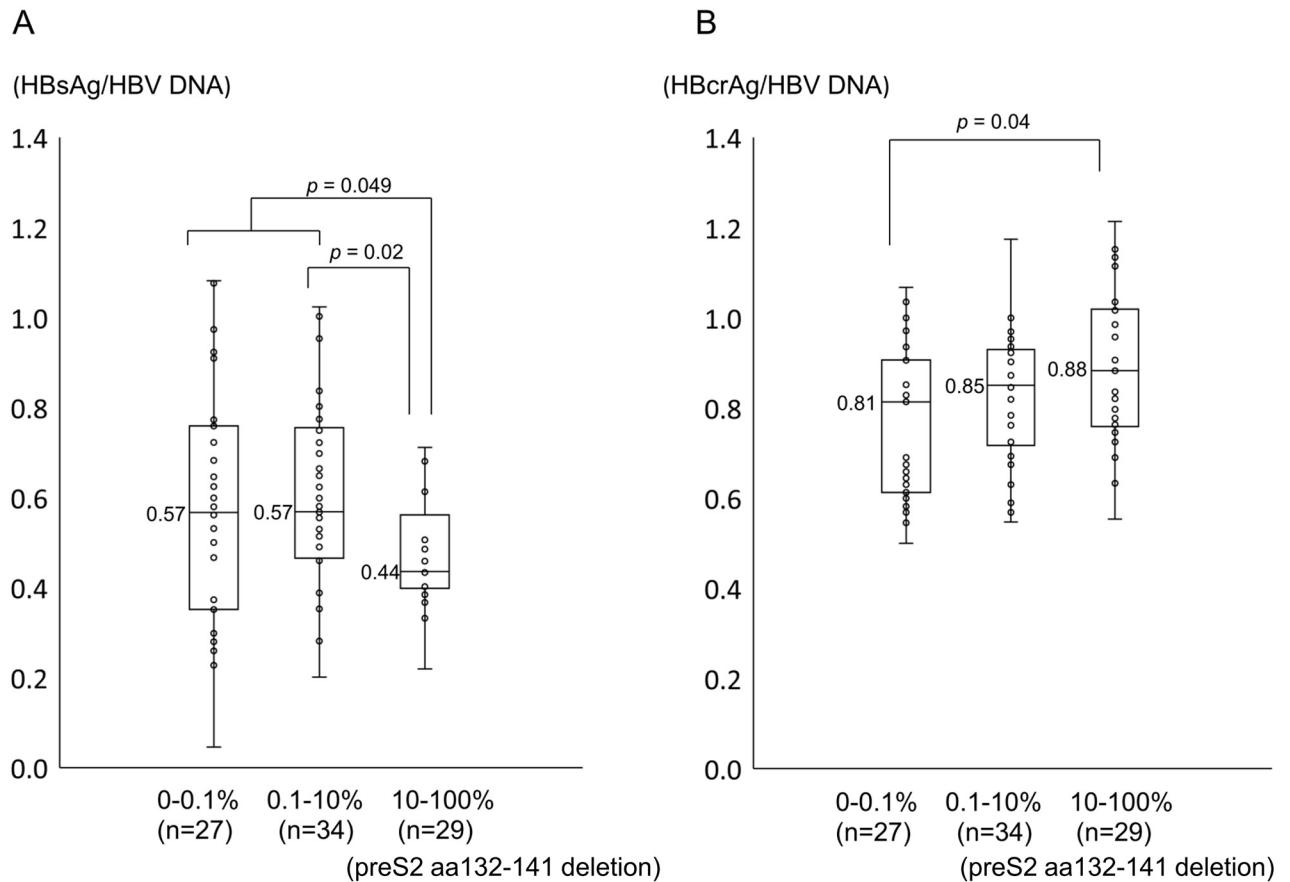 A
(HBsAg/HBV DNA)
1.4
1.2
1.0
0.8
0.6
0.4
0.2
0.0
p = 0.049
p = 0.02
0.57
0.57
0.44
0-0.1% 0.1-10% 10-100%
(n=27) (n=34) (n=29)
(preS2 aa132-141 deletion)
B
(HBcrAg/HBV DNA)
1.4
1.2
1.0
0.8
0.6
0.4
0.2
0.0
p = 0.04
0.81
0.85
0.88
0-0.1% 0.1-10% 10-100%
(n=27) (n=34) (n=29)
(preS2 aa132-141 deletion)